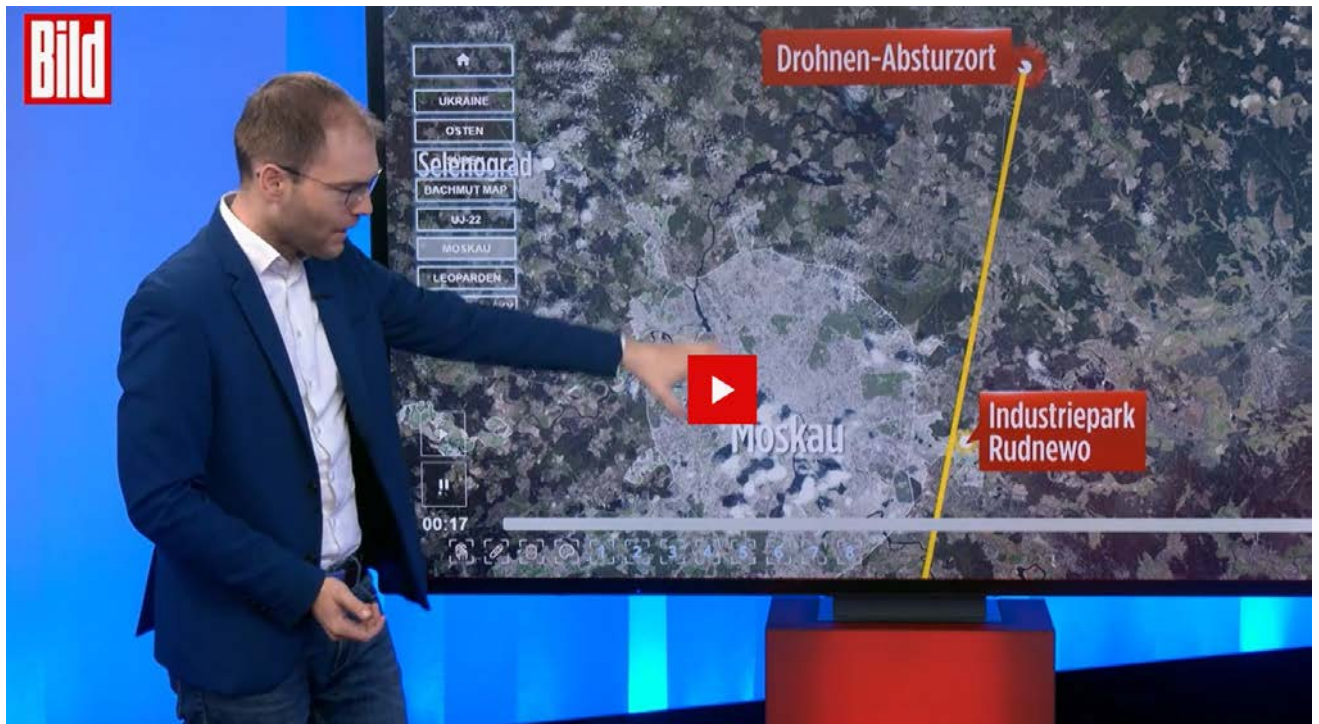 Bild
Drohnen-Absturzort
UKRAINE
OSTEN
Selenograd
BACHMUT MAP
UJ-22
MOSKAU
LEOPARDEN
Moskau
Industriepark
Rudnewo
00:17
1 2 3 4 5 6 7 8